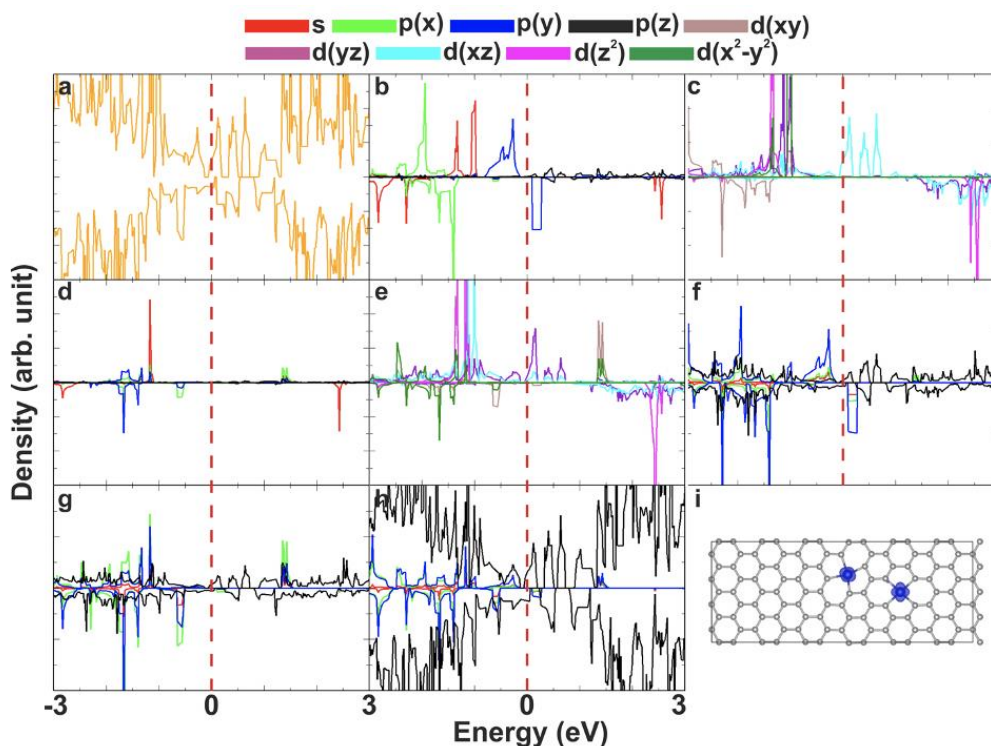 s p(x) p(y) p(z) d(xy)
d(yz) d(xz) d(z²) d(x²-y²)
a b c
d e f
g h i
Density (arb. unit)
-3 0 3 0 3
Energy (eV)